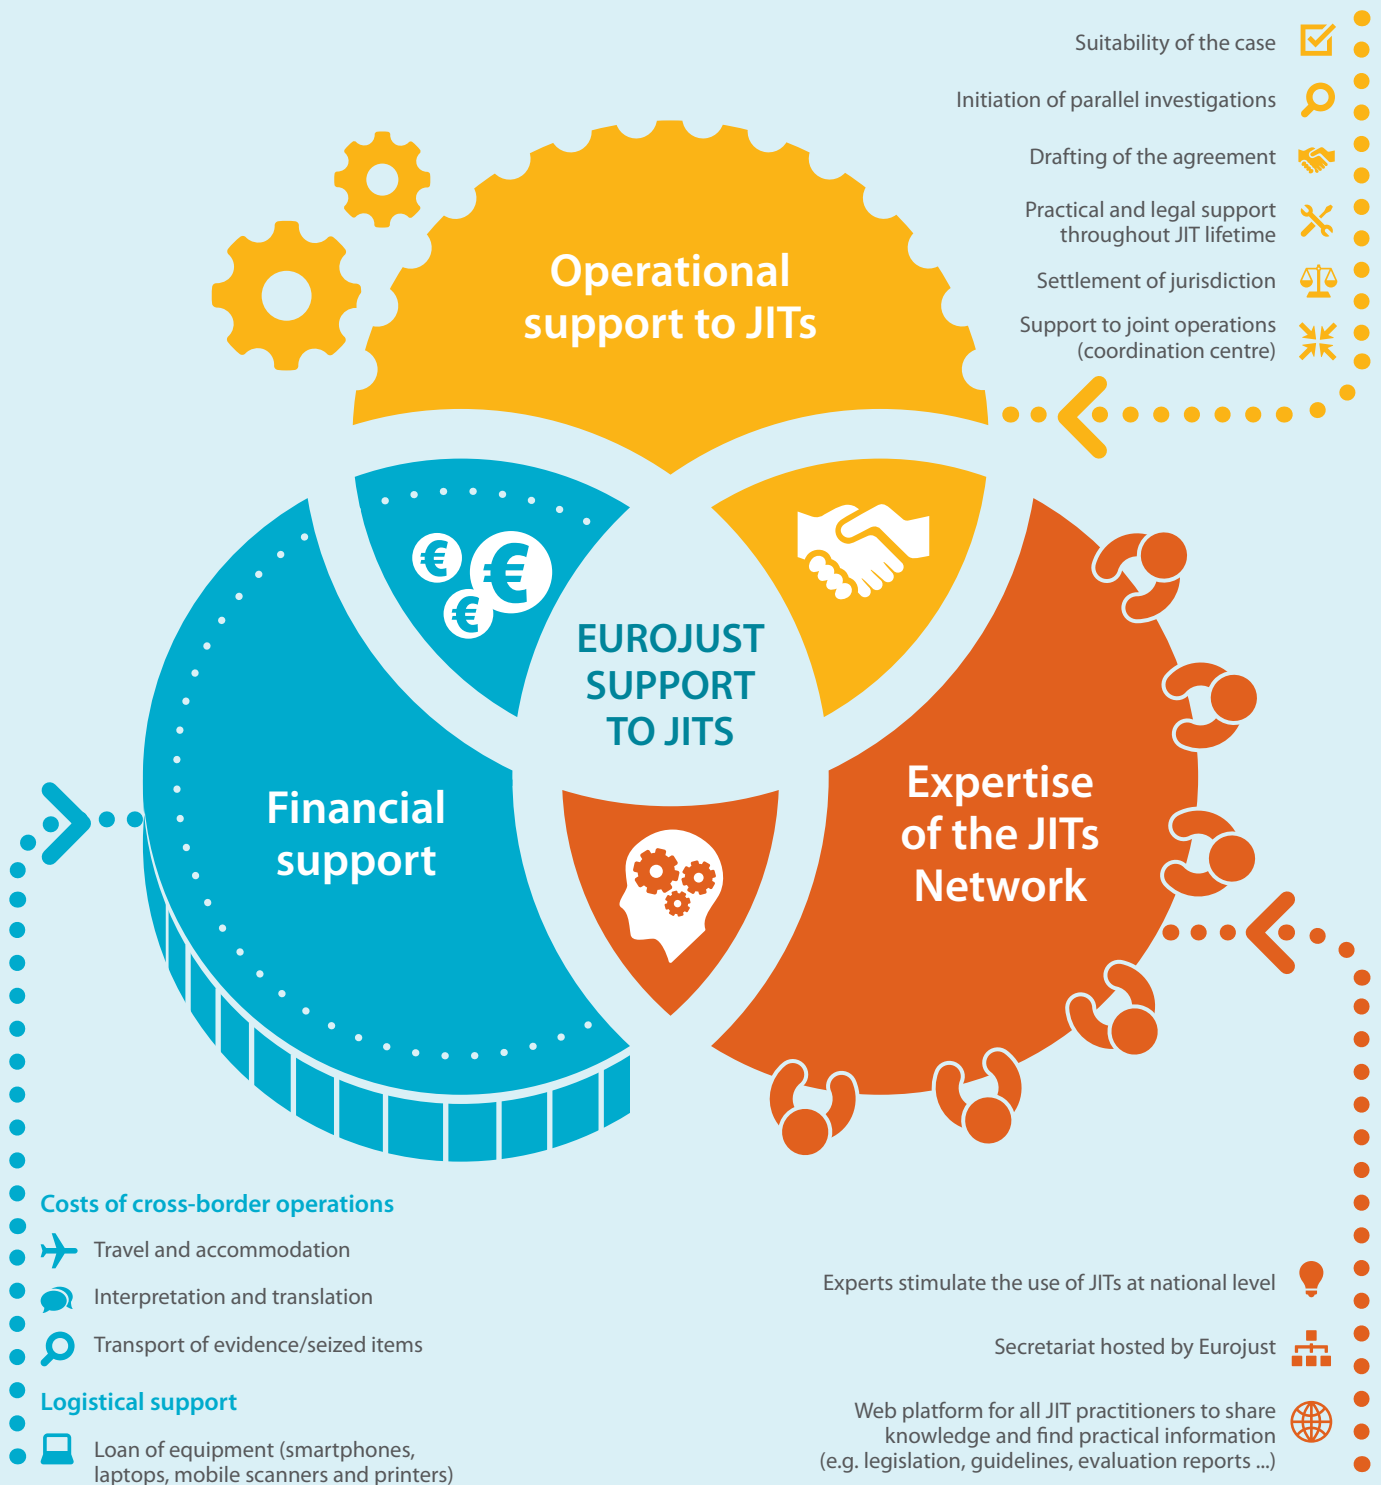 Suitability of the case
Initiation of parallel investigations
Drafting of the agreement
Practical and legal support
throughout JIT lifetime
Settlement of jurisdiction
Support to joint operations
(coordination centre)
Operational
support to JITs
€
€
€
EUROJUST
SUPPORT
TO JITS
Financial
support
Expertise
of the JITs
Network
Costs of cross-border operations
Travel and accommodation
Interpretation and translation
Transport of evidence/seized items
Logistical support
Loan of equipment (smartphones,
laptops, mobile scanners and printers)
Experts stimulate the use of JITs at national level
Secretariat hosted by Eurojust
Web platform for all JIT practitioners to share
knowledge and find practical information
(e.g. legislation, guidelines, evaluation reports ...)